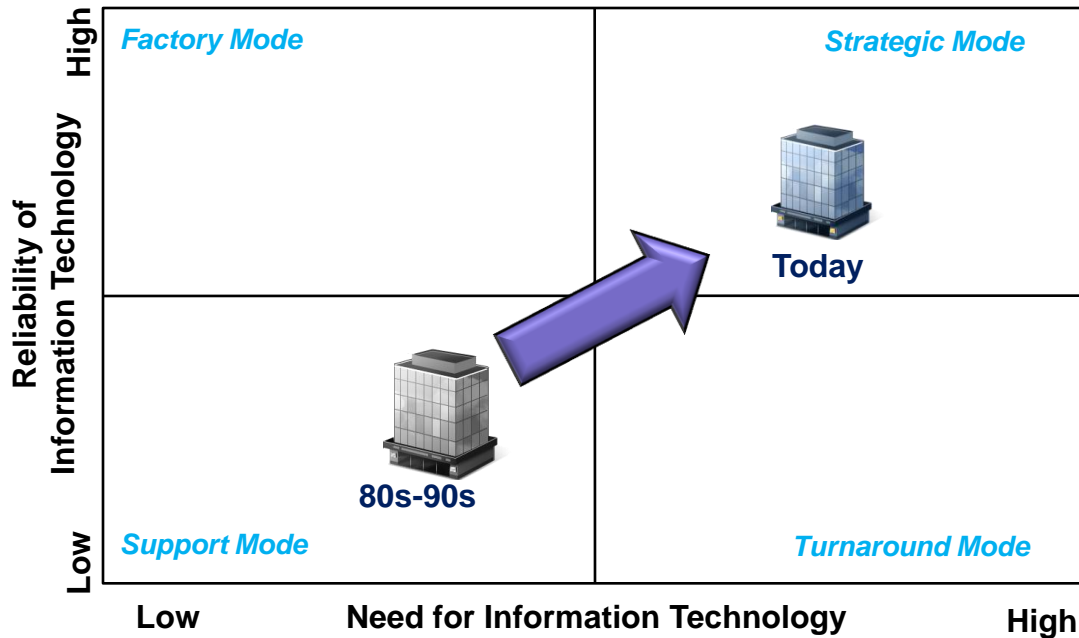 Factory Mode
Strategic Mode
High
Reliability of
Information Technology
Low
Today
80s-90s
Support Mode
Turnaround Mode
Low
Need for Information Technology
High